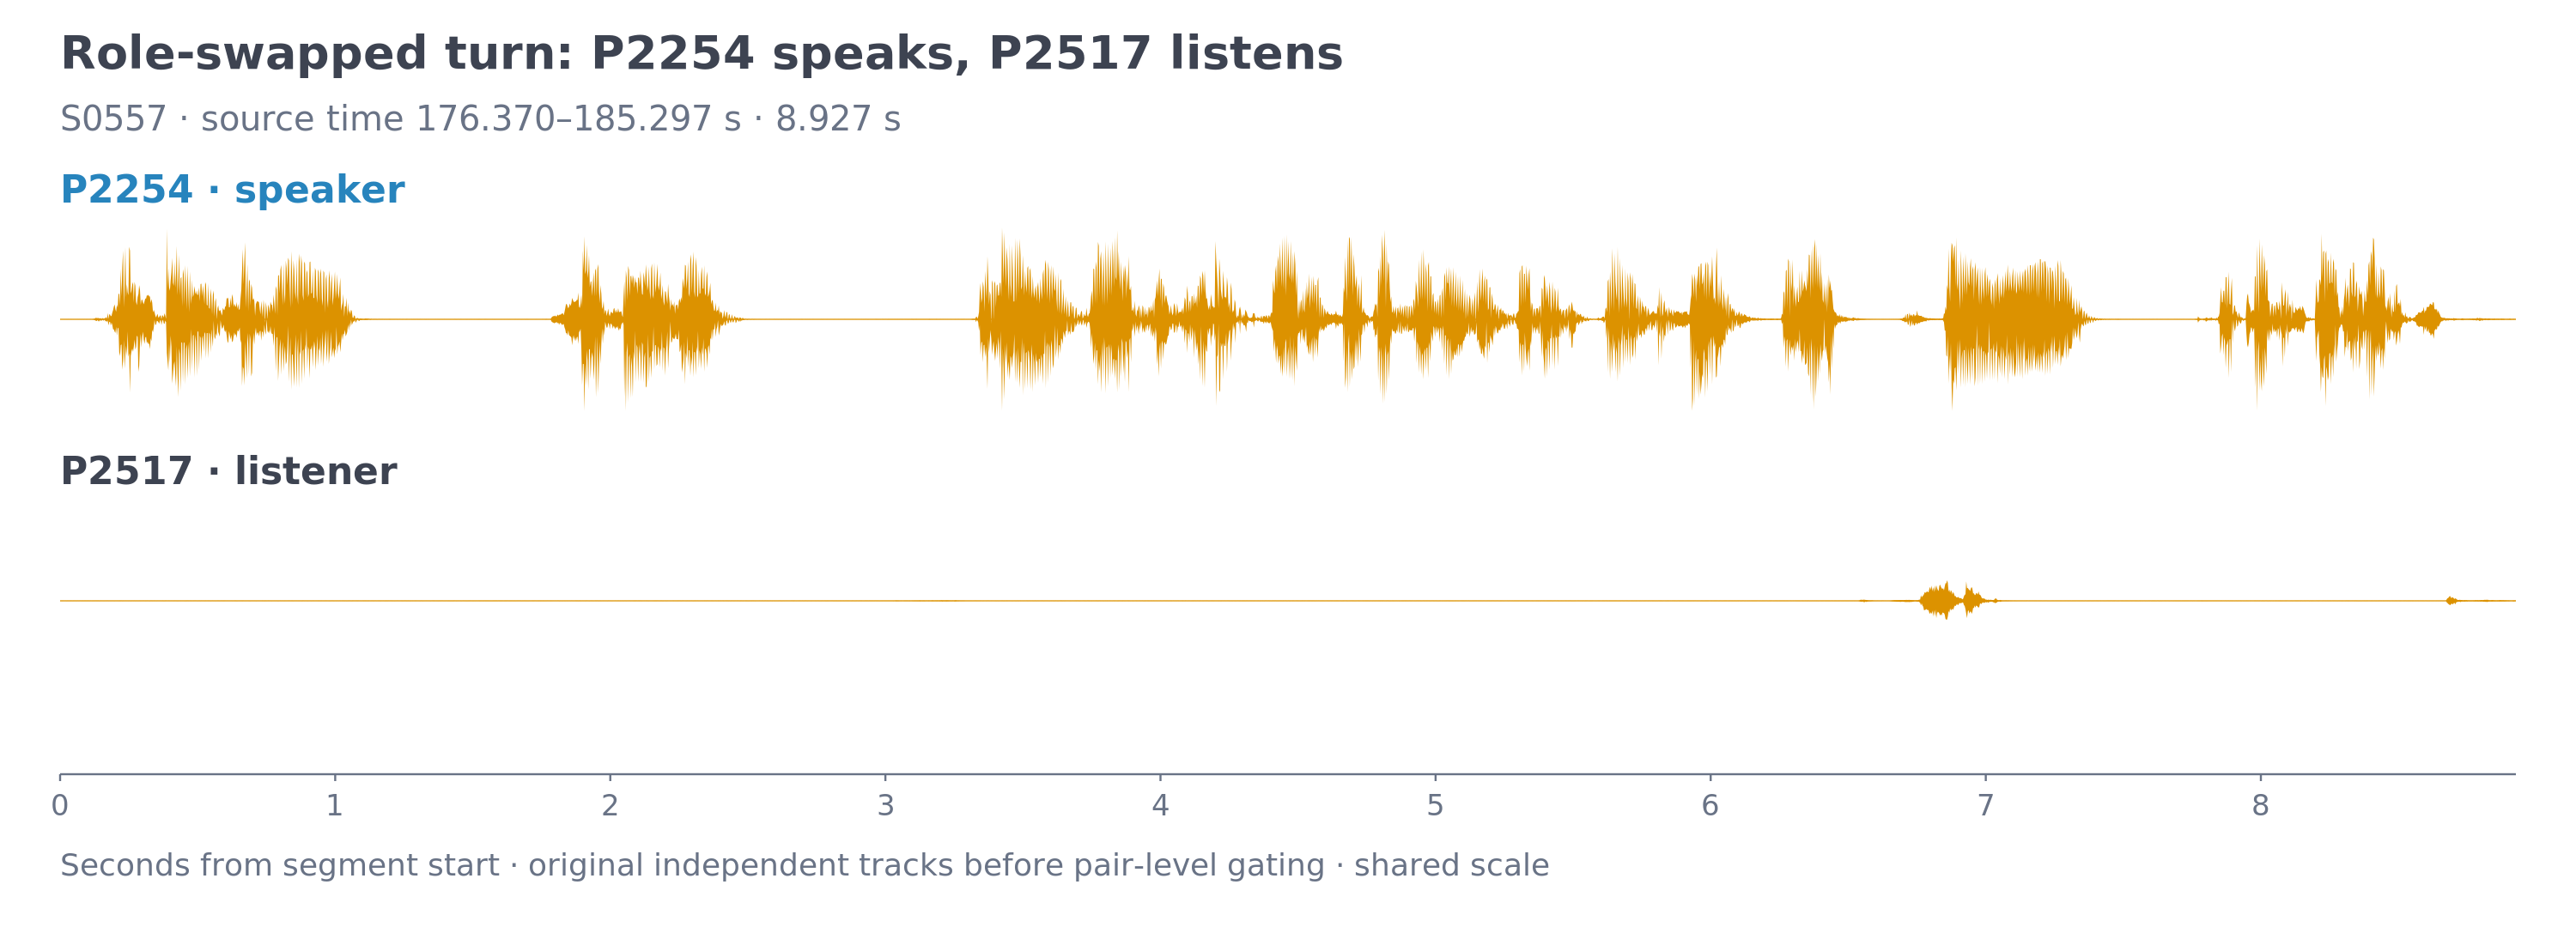 Role-swapped turn: P2254 speaks, P2517 listens
S0557 · source time 176.370–185.297 s · 8.927 s
P2254 · speaker
P2517 · listener
0 1 2 3 4 5 6 7 8
Seconds from segment start · original independent tracks before pair-level gating · shared scale